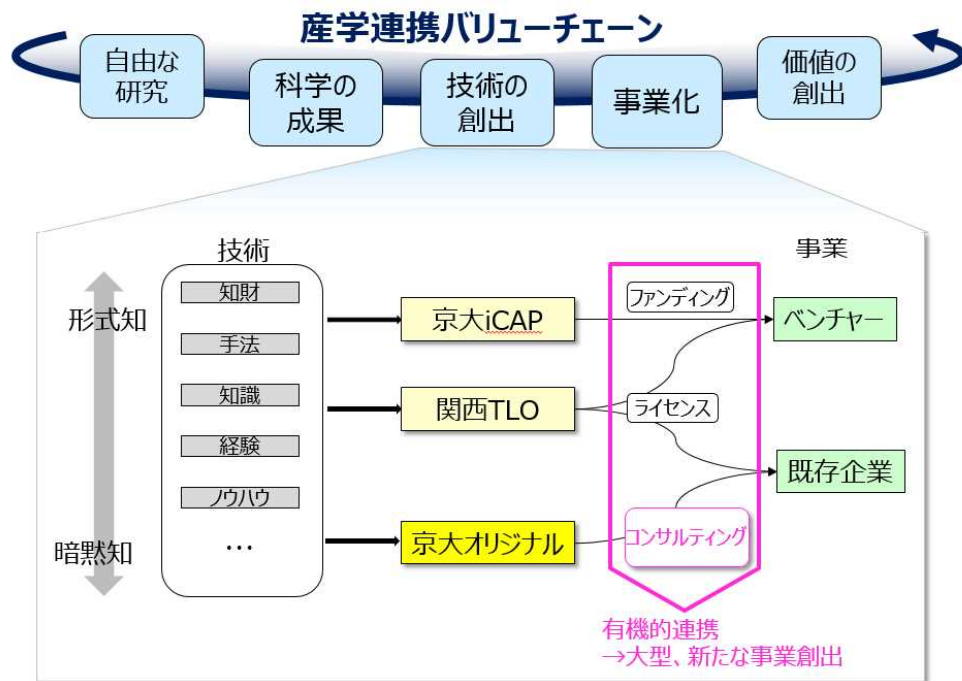 産学連携バリューチェーン
自由な
研究
科学の
成果
技術の
創出
事業化
価値の
創出
技術
事業
形式知
暗黙知
知財
手法
知識
経験
ノウハウ
…
京大iCAP
関西TLO
京大オリジナル
ファンディング
ライセンス
コンサルティング
ベンチャー
既存企業
有機的連携
→大型、新たな事業創出